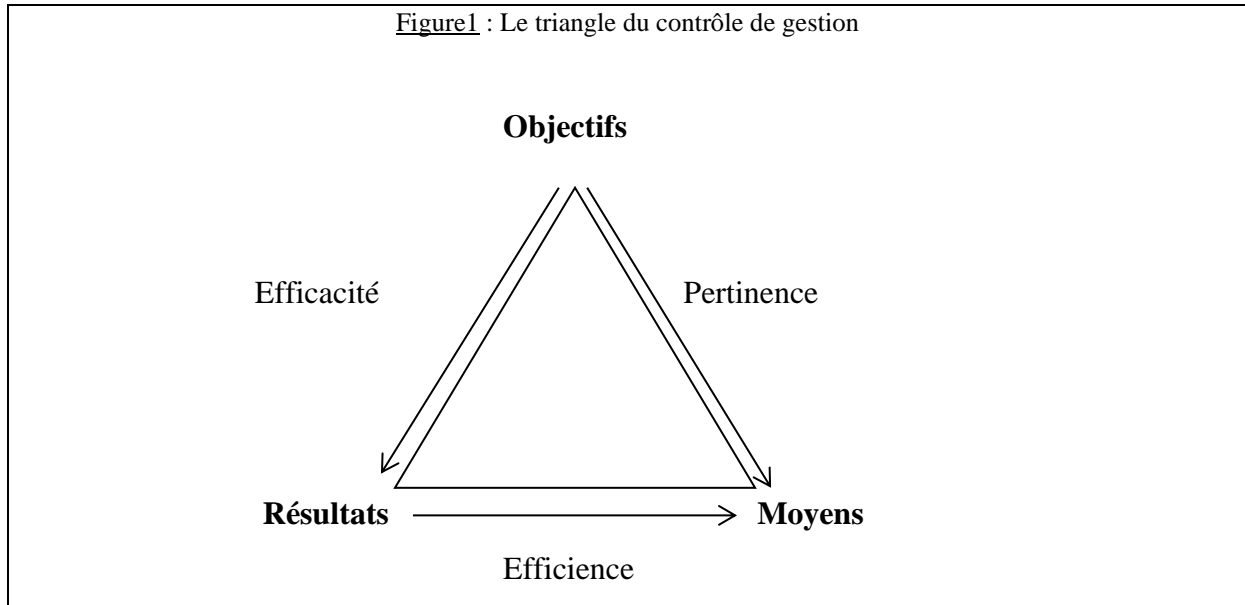 Figure1 : Le triangle du contrôle de gestion
Objectifs
Efficacité
Pertinence
Résultats
Moyens
Efficience